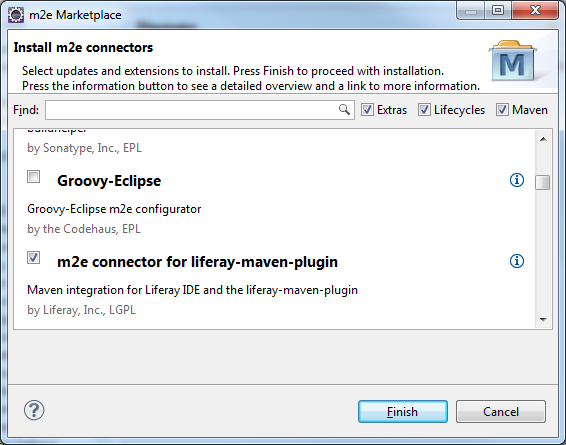 m2e Marketplace
Install m2e connectors
Select updates and extensions to install. Press Finish to proceed with installation.
Press the information button to see a detailed overview and a link to more information.
Find:
Extras
Lifecycles
Maven
buildhelper
by Sonatype, Inc., EPL
Groovy-Eclipse
Groovy-Eclipse m2e configurator
by the Codehaus, EPL
m2e connector for liferay-maven-plugin
Maven integration for Liferay IDE and the liferay-maven-plugin
by Liferay, Inc., LGPL
Finish
Cancel